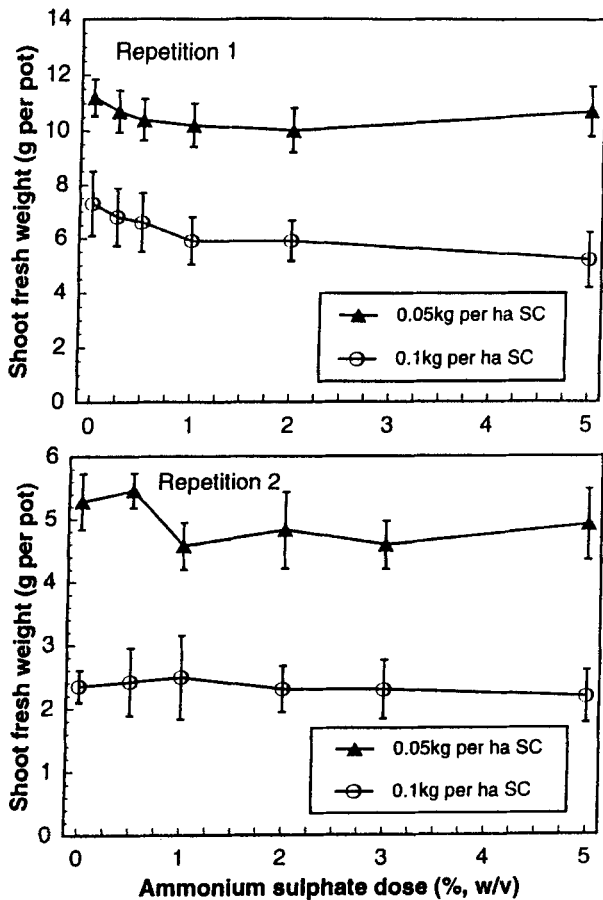 14
12
10
8
6
4
2
0
Shoot fresh weight (g per pot)
Repetition 1
0.05kg per ha SC
0.1kg per ha SC
0 1 2 3 4 5
6
5
4
3
2
1
0
Shoot fresh weight (g per pot)
Repetition 2
0.05kg per ha SC
0.1kg per ha SC
0 1 2 3 4 5
Ammonium sulphate dose (%, w/v)